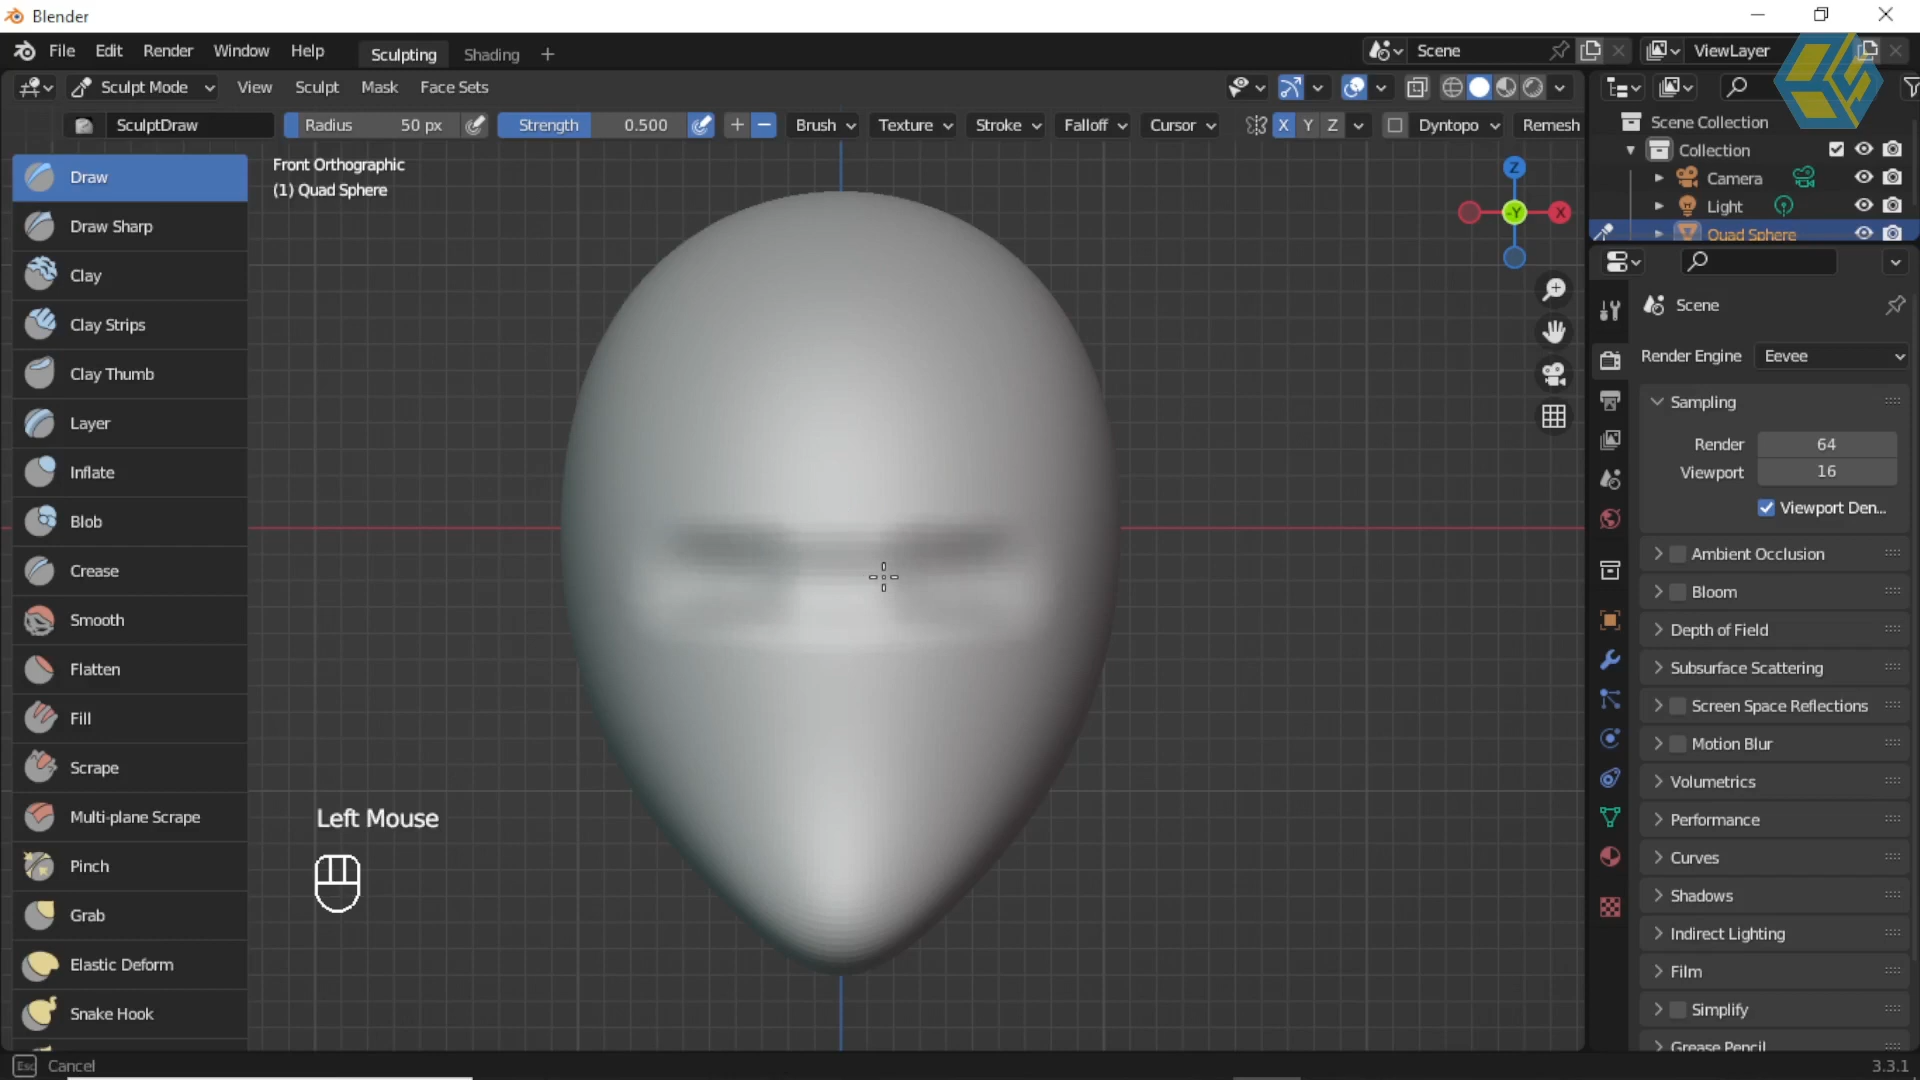 Blender
File Edit Render Window Help Sculpting Shading + Scene ViewLayer
Sculpt Mode View Sculpt Mask Face Sets
SculptDraw Radius 50 px Strength 0.500 + − Brush Texture Stroke Falloff Cursor X Y Z Dyntopo Remesh
Scene Collection
Collection
Camera
Light
Quad Sphere
Draw
Draw Sharp
Clay
Clay Strips
Clay Thumb
Layer
Inflate
Blob
Crease
Smooth
Flatten
Fill
Scrape
Multi-plane Scrape
Pinch
Grab
Elastic Deform
Snake Hook
Front Orthographic
(1) Quad Sphere
Z
-Y X
Left Mouse
Scene
Render Engine Eevee
Sampling
Render 64
Viewport 16
Viewport Den...
Ambient Occlusion
Bloom
Depth of Field
Subsurface Scattering
Screen Space Reflections
Motion Blur
Volumetrics
Performance
Curves
Shadows
Indirect Lighting
Film
Simplify
Grease Pencil
Esc Cancel
3.3.1